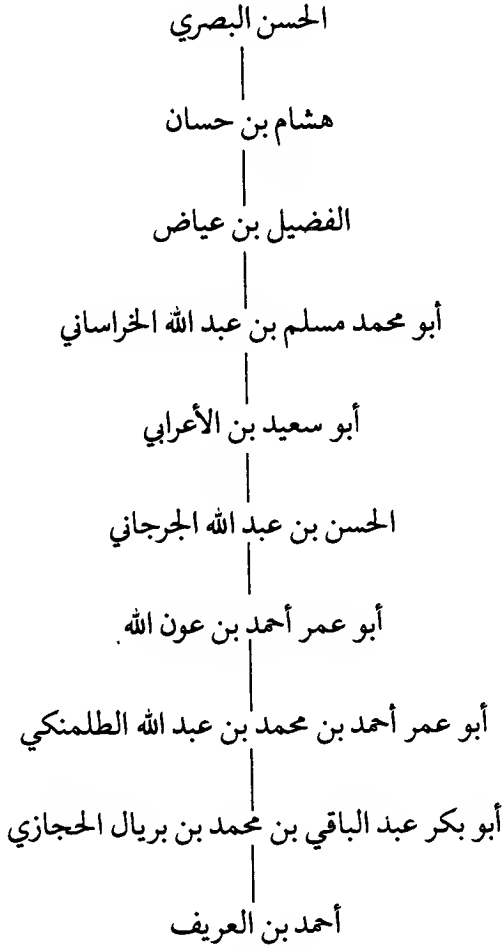 الحسن البصري
هشام بن حسان
الفضيل بن عياض
أبو محمد مسلم بن عبد الله الخراساني
أبو سعيد بن الأعرابي
الحسن بن عبد الله الجرجاني
أبو عمر أحمد بن عون الله
أبو عمر أحمد بن محمد بن عبد الله الطلمنكي
أبو بكر عبد الباقي بن محمد بن بريال الحجازي
أحمد بن العريف